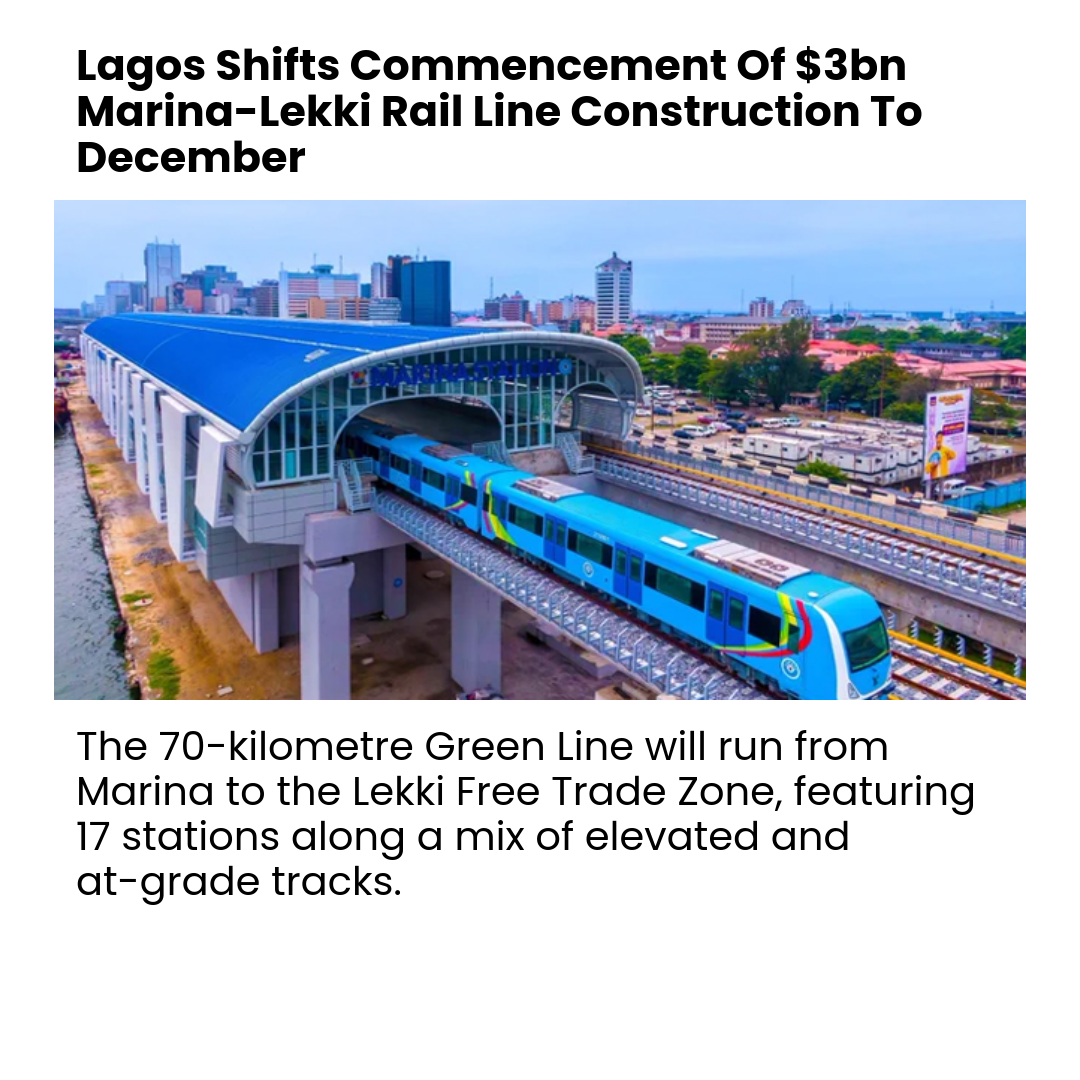 Lagos Shifts Commencement Of $3bn
Marina-Lekki Rail Line Construction To
December
MARINA STATION
The 70-kilometre Green Line will run from
Marina to the Lekki Free Trade Zone, featuring
17 stations along a mix of elevated and
at-grade tracks.